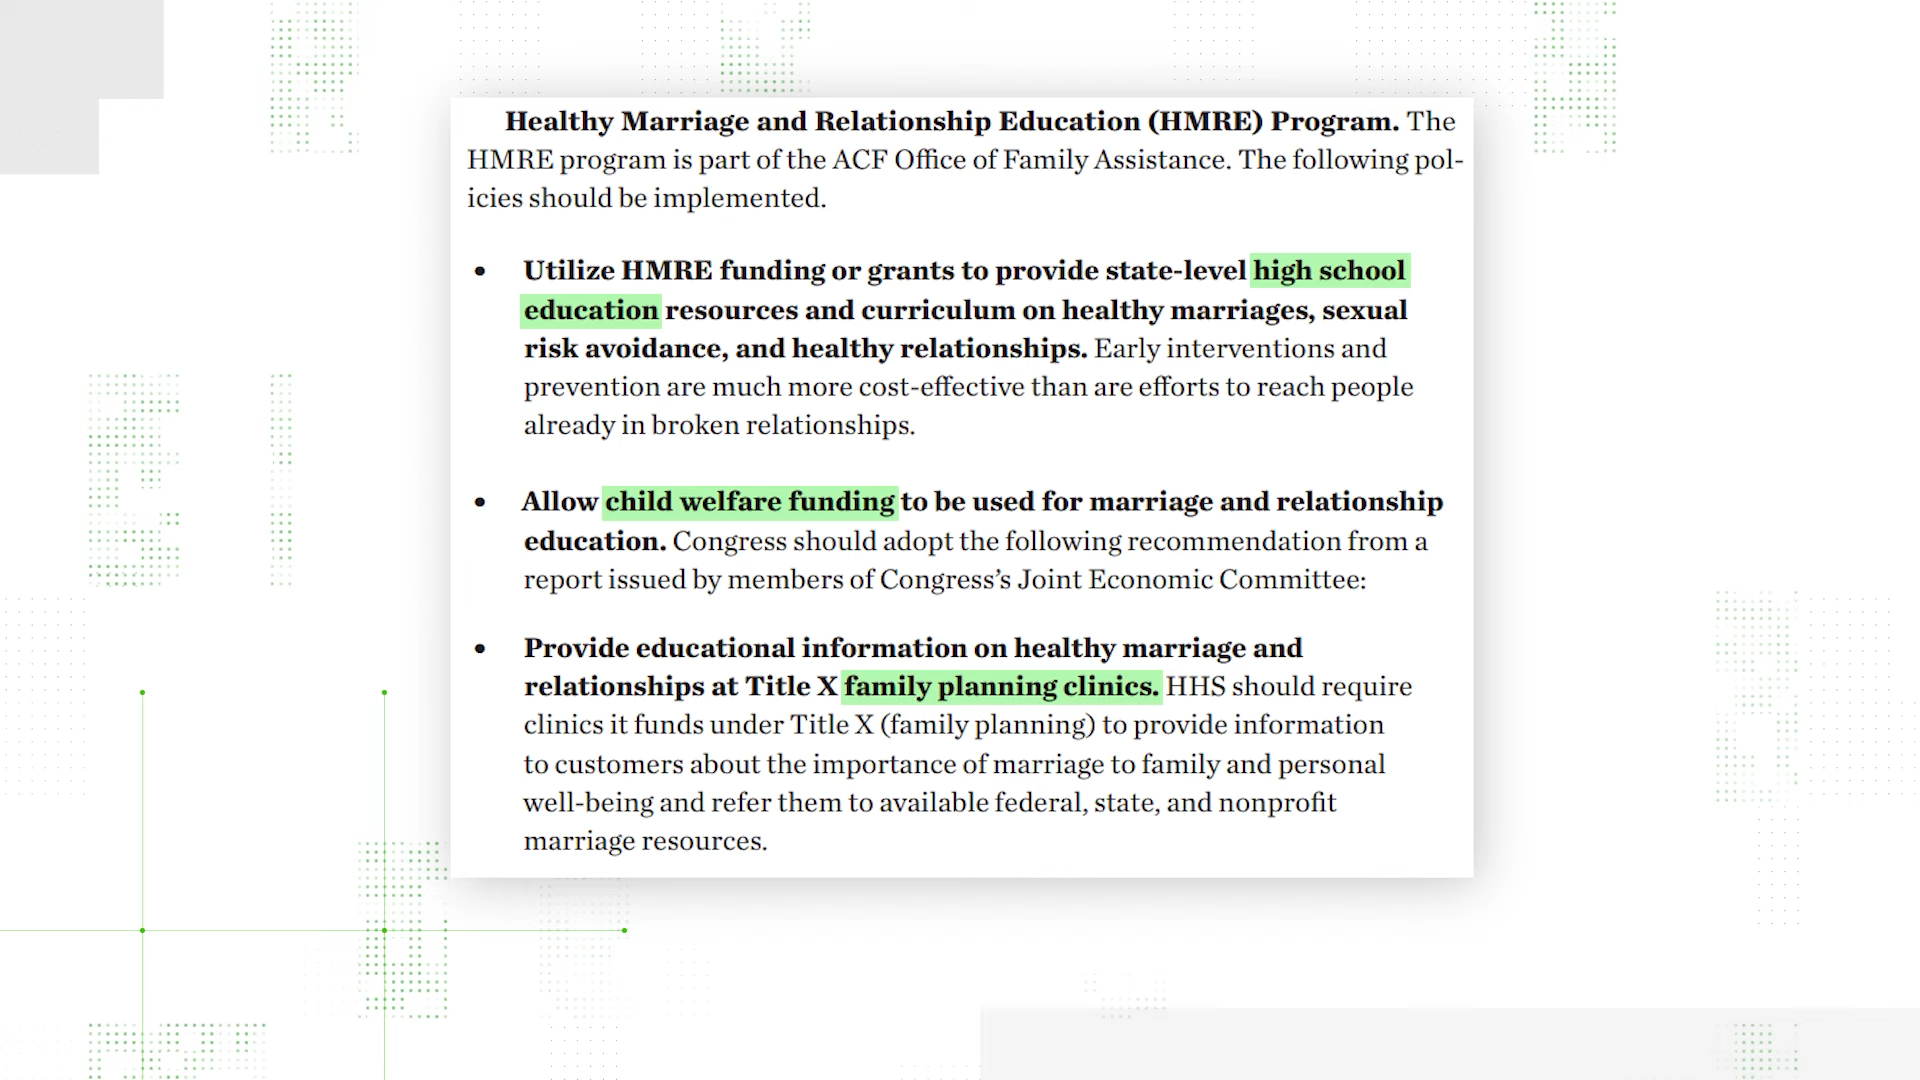 Healthy Marriage and Relationship Education (HMRE) Program. The
HMRE program is part of the ACF Office of Family Assistance. The following pol-
icies should be implemented.
• Utilize HMRE funding or grants to provide state-level high school
education resources and curriculum on healthy marriages, sexual
risk avoidance, and healthy relationships. Early interventions and
prevention are much more cost-effective than are efforts to reach people
already in broken relationships.
• Allow child welfare funding to be used for marriage and relationship
education. Congress should adopt the following recommendation from a
report issued by members of Congress’s Joint Economic Committee:
• Provide educational information on healthy marriage and
relationships at Title X family planning clinics. HHS should require
clinics it funds under Title X (family planning) to provide information
to customers about the importance of marriage to family and personal
well-being and refer them to available federal, state, and nonprofit
marriage resources.